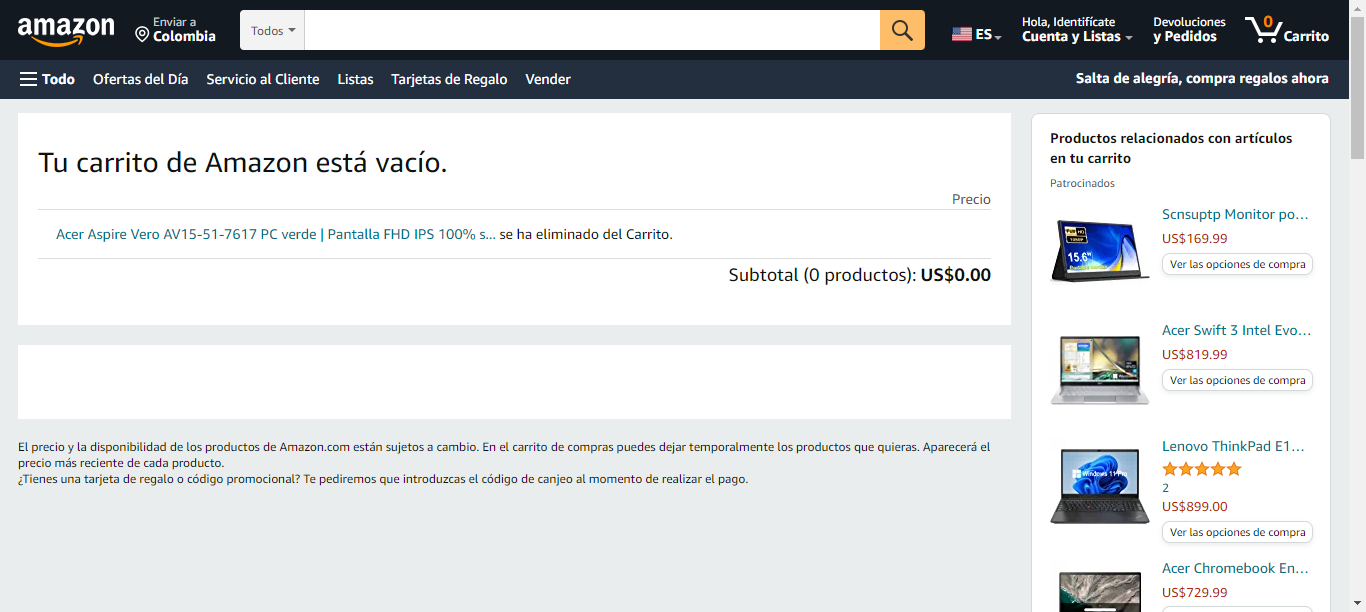 amazon
Enviar a
Colombia
Todos
ES
Hola, Identifícate
Cuenta y Listas
Devoluciones
y Pedidos
0
Carrito
Todo
Ofertas del Día
Servicio al Cliente
Listas
Tarjetas de Regalo
Vender
Salta de alegría, compra regalos ahora
Tu carrito de Amazon está vacío.
Precio
Acer Aspire Vero AV15-51-7617 PC verde | Pantalla FHD IPS 100% s... se ha eliminado del Carrito.
Subtotal (0 productos): US$0.00
El precio y la disponibilidad de los productos de Amazon.com están sujetos a cambio. En el carrito de compras puedes dejar temporalmente los productos que quieras. Aparecerá el
precio más reciente de cada producto.
¿Tienes una tarjeta de regalo o código promocional? Te pediremos que introduzcas el código de canjeo al momento de realizar el pago.
Productos relacionados con artículos
en tu carrito
Patrocinados
15.6"
Scnsuptp Monitor po...
US$169.99
Ver las opciones de compra
Acer Swift 3 Intel Evo...
US$819.99
Ver las opciones de compra
Windows 11 Pro
Lenovo ThinkPad E1...
2
US$899.00
Ver las opciones de compra
Acer Chromebook En...
US$729.99